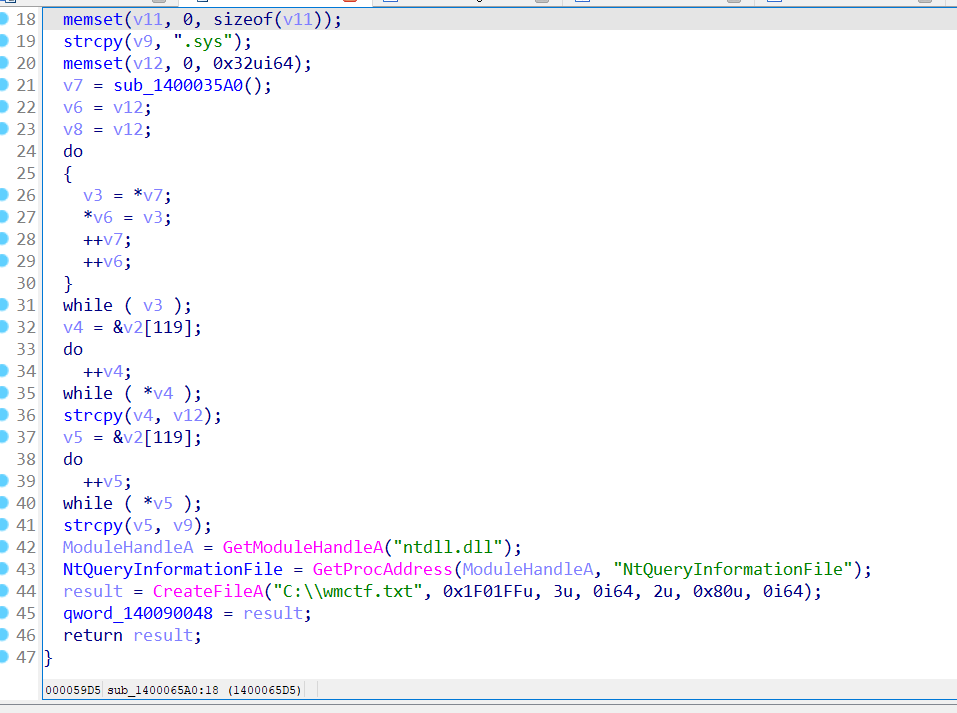 18 memset(v11, 0, sizeof(v11));
19 strcpy(v9, ".sys");
20 memset(v12, 0, 0x32ui64);
21 v7 = sub_1400035A0();
22 v6 = v12;
23 v8 = v12;
24 do
25 {
26 v3 = *v7;
27 *v6 = v3;
28 ++v7;
29 ++v6;
30 }
31 while ( v3 );
32 v4 = &v2[119];
33 do
34 ++v4;
35 while ( *v4 );
36 strcpy(v4, v12);
37 v5 = &v2[119];
38 do
39 ++v5;
40 while ( *v5 );
41 strcpy(v5, v9);
42 ModuleHandleA = GetModuleHandleA("ntdll.dll");
43 NtQueryInformationFile = GetProcAddress(ModuleHandleA, "NtQueryInformationFile");
44 result = CreateFileA("C:\\wmctf.txt", 0x1F01FFu, 3u, 0i64, 2u, 0x80u, 0i64);
45 qword_140090048 = result;
46 return result;
47 }
000059D5 sub_1400065A0:18 (1400065D5)